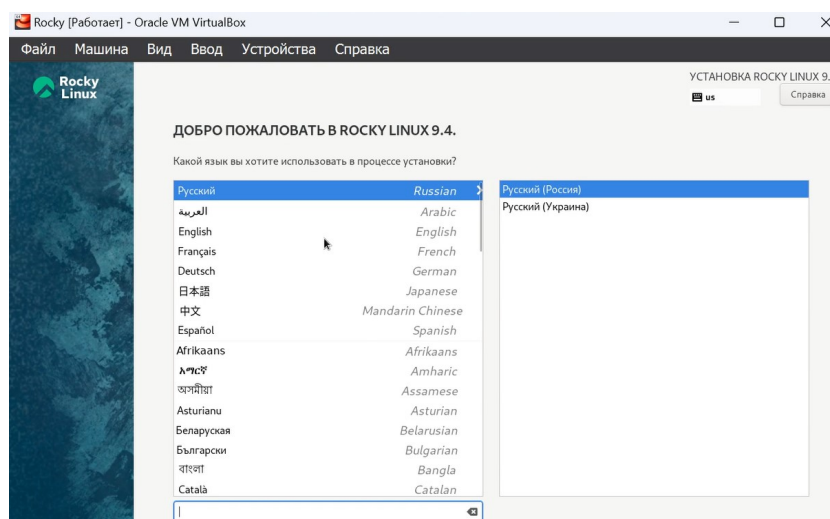 Rocky [Работает] - Oracle VM VirtualBox
Файл Машина Вид Ввод Устройства Справка
Rocky
Linux
УСТАНОВКА ROCKY LINUX 9.
us
Справка
ДОБРО ПОЖАЛОВАТЬ В ROCKY LINUX 9.4.
Какой язык вы хотите использовать в процессе установки?
Русский Russian
العربية Arabic
English English
Français French
Deutsch German
日本語 Japanese
中文 Mandarin Chinese
Español Spanish
Afrikaans Afrikaans
አማርኛ Amharic
অসমীয়া Assamese
Asturianu Asturian
Беларуская Belarusian
Български Bulgarian
বাংলা Bangla
Català Catalan
Русский (Россия)
Русский (Украина)